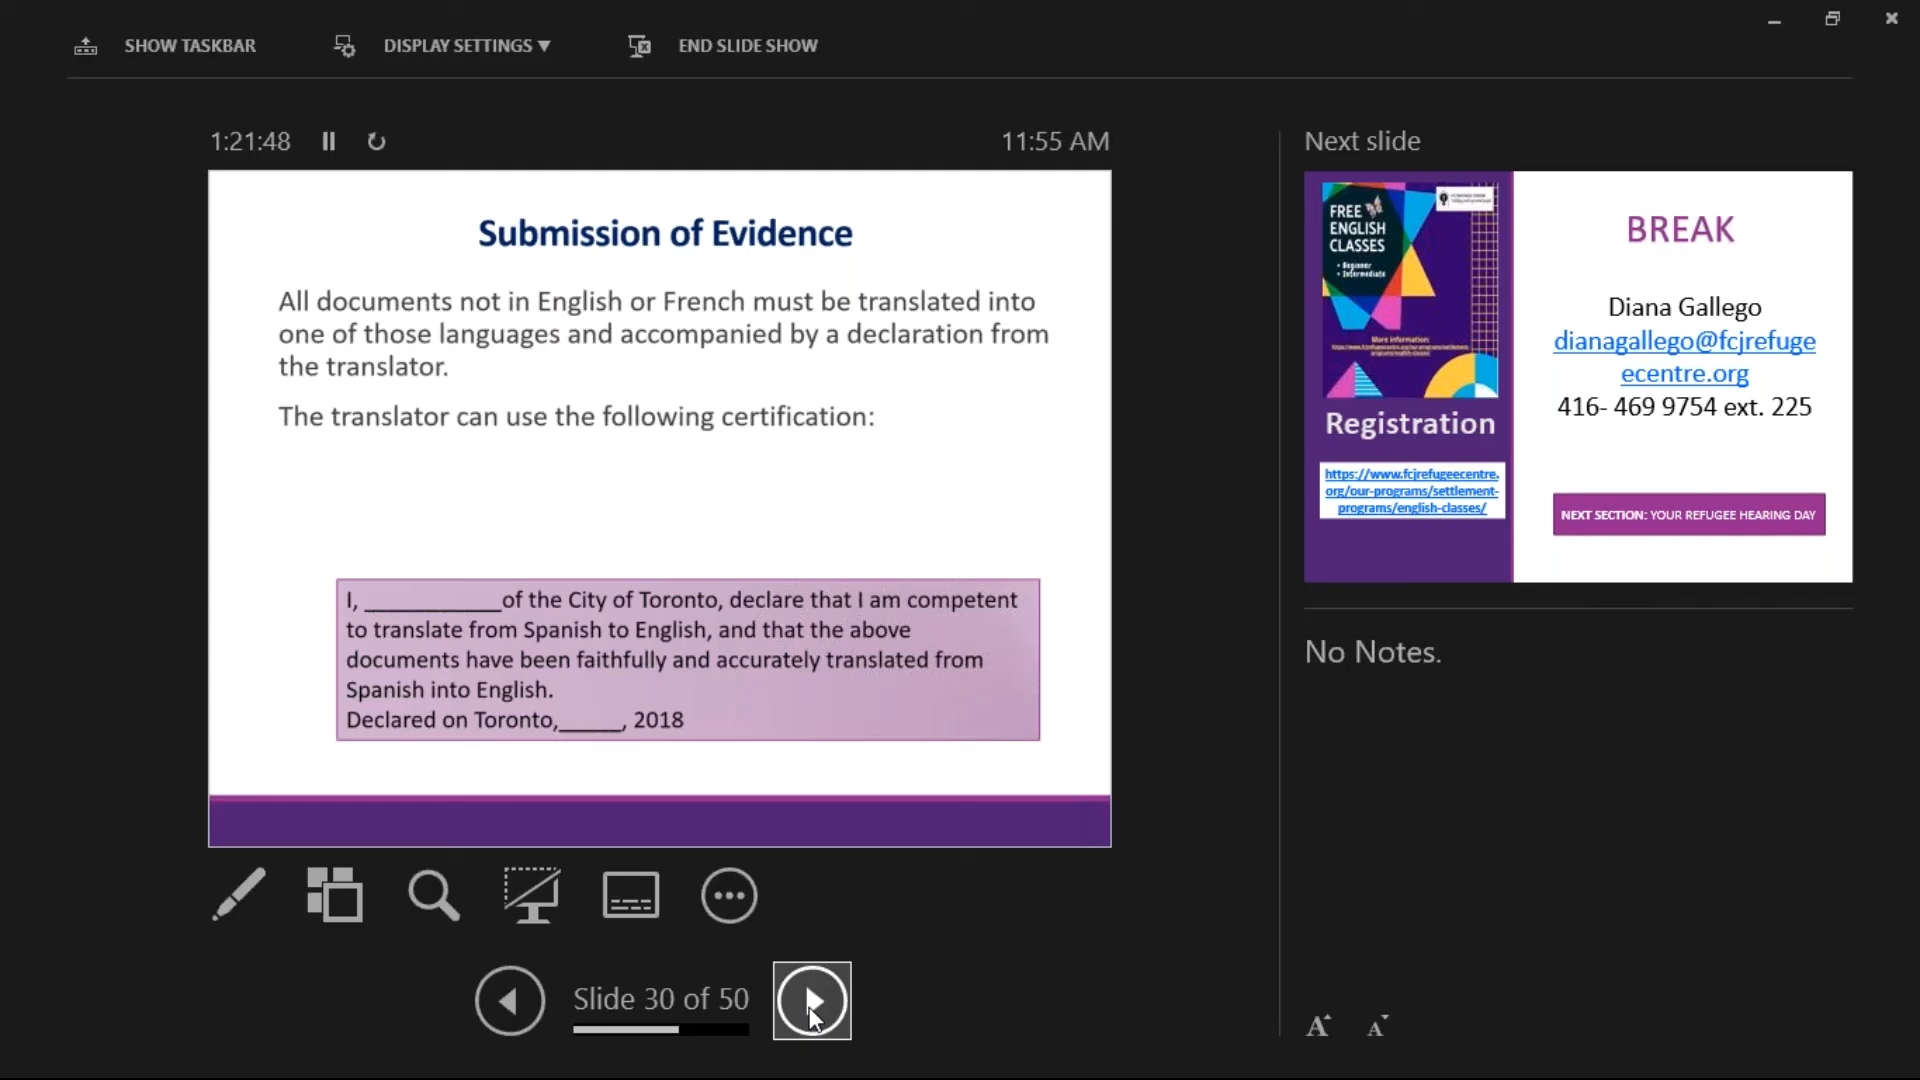 SHOW TASKBAR
DISPLAY SETTINGS ▼
END SLIDE SHOW
1:21:48
11:55 AM
Submission of Evidence
All documents not in English or French must be translated into
one of those languages and accompanied by a declaration from
the translator.
The translator can use the following certification:
I, ___________of the City of Toronto, declare that I am competent
to translate from Spanish to English, and that the above
documents have been faithfully and accurately translated from
Spanish into English.
Declared on Toronto,_____, 2018
Slide 30 of 50
Next slide
FREE
ENGLISH
CLASSES
• Beginner
• Intermediate
More information:
Registration
https://www.fcjrefugeecentre.
org/our-programs/settlement-
programs/english-classes/
BREAK
Diana Gallego
dianagallego@fcjrefuge
ecentre.org
416- 469 9754 ext. 225
NEXT SECTION: YOUR REFUGEE HEARING DAY
No Notes.
A A